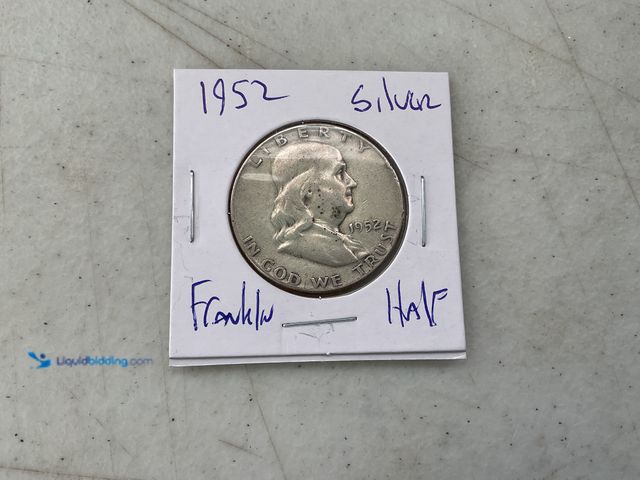 1952 Silver
LIBERTY
1952
IN GOD WE TRUST
Franklin Half
Liquidbidding.com